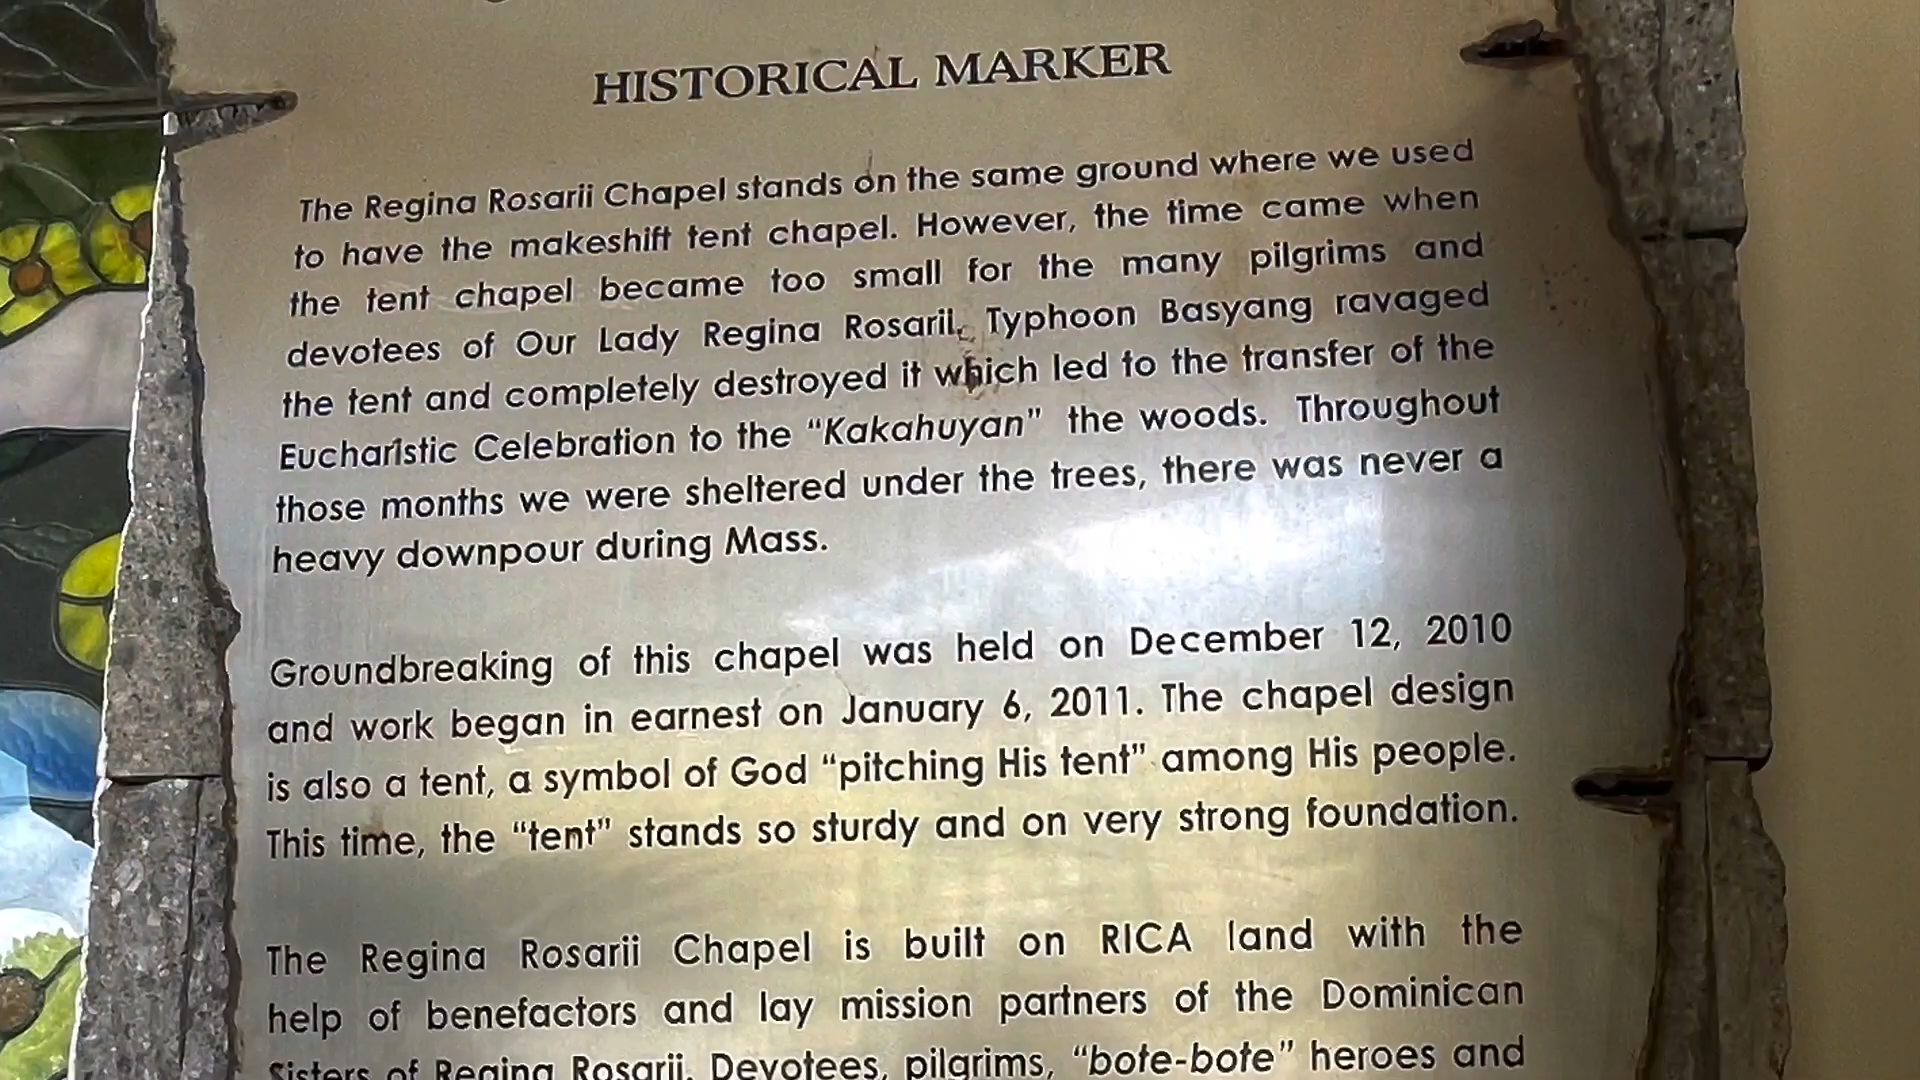 HISTORICAL MARKER
The Regina Rosarii Chapel stands on the same ground where we used
to have the makeshift tent chapel. However, the time came when
the tent chapel became too small for the many pilgrims and
devotees of Our Lady Regina Rosarii. Typhoon Basyang ravaged
the tent and completely destroyed it which led to the transfer of the
Eucharistic Celebration to the “Kakahuyan” the woods. Throughout
those months we were sheltered under the trees, there was never a
heavy downpour during Mass.
Groundbreaking of this chapel was held on December 12, 2010
and work began in earnest on January 6, 2011. The chapel design
is also a tent, a symbol of God “pitching His tent” among His people.
This time, the “tent” stands so sturdy and on very strong foundation.
The Regina Rosarii Chapel is built on RICA land with the
help of benefactors and lay mission partners of the Dominican
Sisters of Regina Rosarii. Devotees, pilgrims, “bote-bote” heroes and